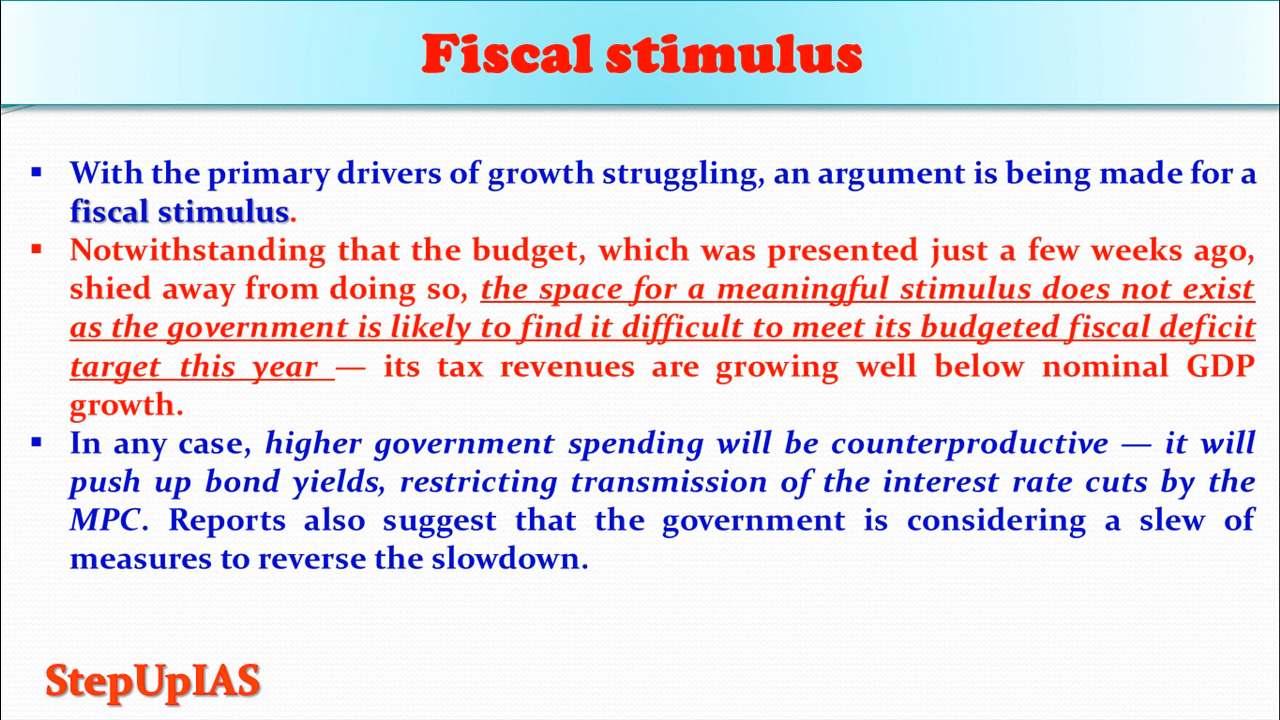 Fiscal stimulus
With the primary drivers of growth struggling, an argument is being made for a
fiscal stimulus.
Notwithstanding that the budget, which was presented just a few weeks ago,
shied away from doing so, the space for a meaningful stimulus does not exist
as the government is likely to find it difficult to meet its budgeted fiscal deficit
target this year — its tax revenues are growing well below nominal GDP
growth.
In any case, higher government spending will be counterproductive — it will
push up bond yields, restricting transmission of the interest rate cuts by the
MPC. Reports also suggest that the government is considering a slew of
measures to reverse the slowdown.
StepUpIAS